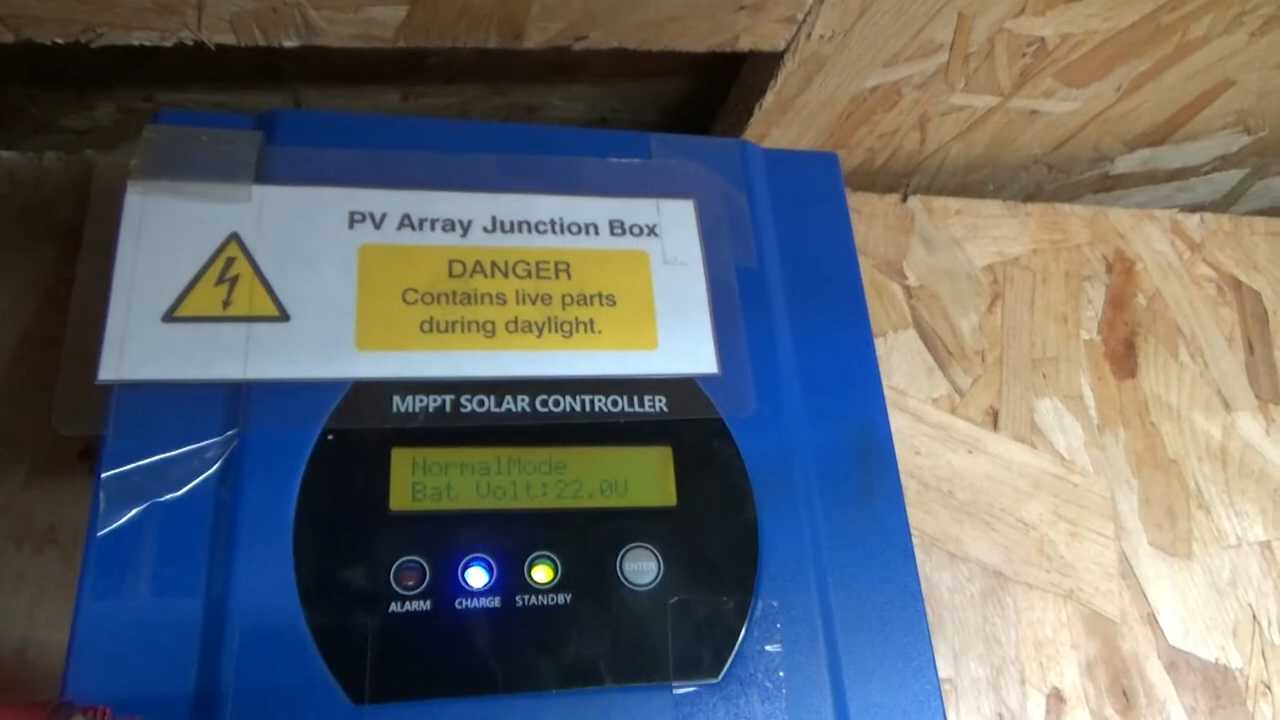 PV Array Junction Box
DANGER
Contains live parts
during daylight.
MPPT SOLAR CONTROLLER
NormalMode
Bat Volt:22.0V
ENTER
ALARM CHARGE STANDBY